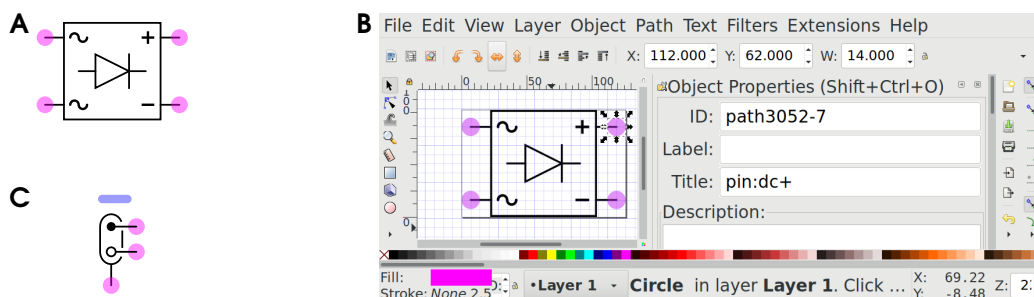 A
~ +
~ −
B
File Edit View Layer Object Path Text Filters Extensions Help
X: 112.000 Y: 62.000 W: 14.000
0 50 100
Object Properties (Shift+Ctrl+O)
ID: path3052-7
Label:
Title: pin:dc+
Description:
~ +
~ −
C
Fill:
Stroke: None 2.5
•Layer 1
Circle in layer Layer 1. Click ...
X: 69.22
Y: -8.48
Z: